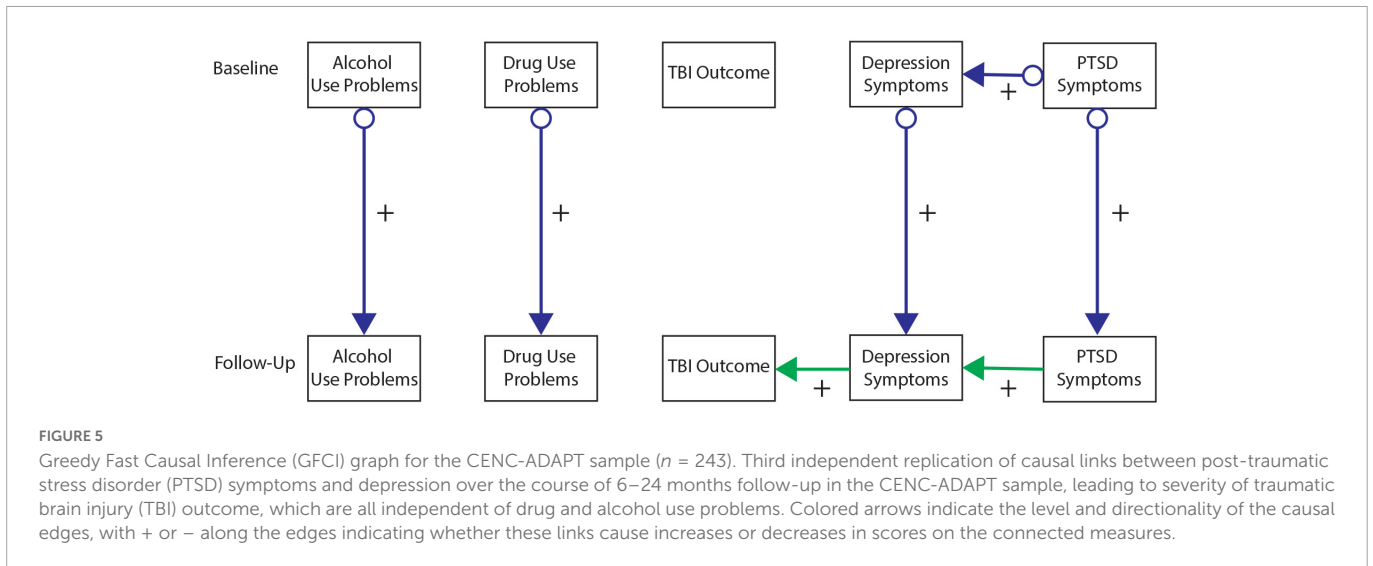 Baseline
Alcohol
Use Problems
Drug Use
Problems
TBI Outcome
Depression
Symptoms
+
PTSD
Symptoms
+
+
+
+
Follow-Up
Alcohol
Use Problems
Drug Use
Problems
TBI Outcome
+
Depression
Symptoms
+
PTSD
Symptoms
FIGURE 5
Greedy Fast Causal Inference (GFCI) graph for the CENC-ADAPT sample (n = 243). Third independent replication of causal links between post-traumatic
stress disorder (PTSD) symptoms and depression over the course of 6–24 months follow-up in the CENC-ADAPT sample, leading to severity of traumatic
brain injury (TBI) outcome, which are all independent of drug and alcohol use problems. Colored arrows indicate the level and directionality of the causal
edges, with + or – along the edges indicating whether these links cause increases or decreases in scores on the connected measures.